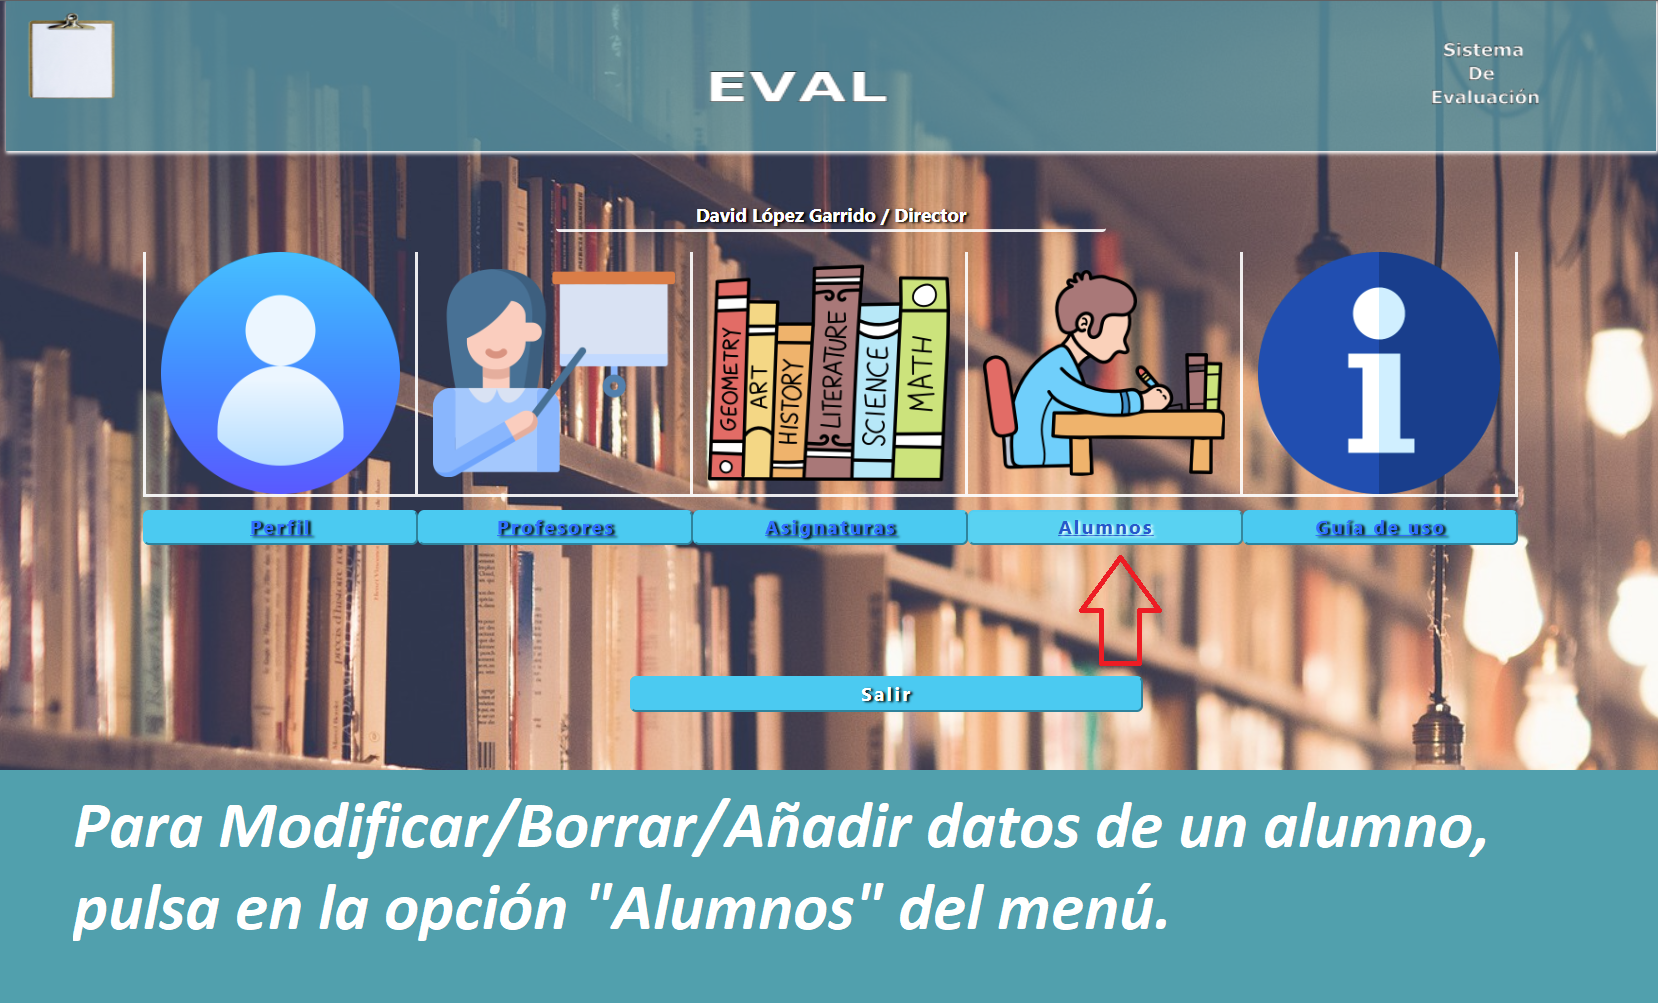 EVAL
Sistema
De
Evaluación
David López Garrido / Director
GEOMETRY
ART
HISTORY
LITERATURE
SCIENCE
MATH
Perfil
Profesores
Asignaturas
Alumnos
Guía de uso
Salir
Para Modificar/Borrar/Añadir datos de un alumno,
pulsa en la opción "Alumnos" del menú.